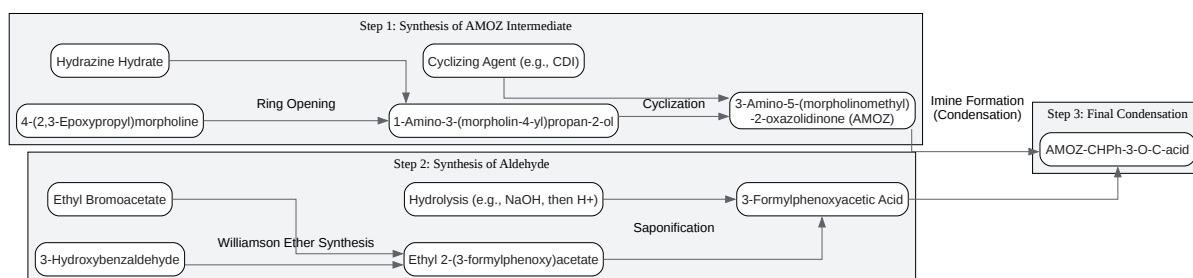 Step 1: Synthesis of AMOZ Intermediate
Hydrazine Hydrate
Cyclizing Agent (e.g., CDI)
4-(2,3-Epoxypropyl)morpholine
Ring Opening
1-Amino-3-(morpholin-4-yl)propan-2-ol
Cyclization
3-Amino-5-(morpholinomethyl)
-2-oxazolidinone (AMOZ)
Imine Formation
(Condensation)
Step 3: Final Condensation
AMOZ-CHPh-3-O-C-acid
Step 2: Synthesis of Aldehyde
Ethyl Bromoacetate
Hydrolysis (e.g., NaOH, then H+)
3-Formylphenoxyacetic Acid
Williamson Ether Synthesis
Saponification
3-Hydroxybenzaldehyde
Ethyl 2-(3-formylphenoxy)acetate